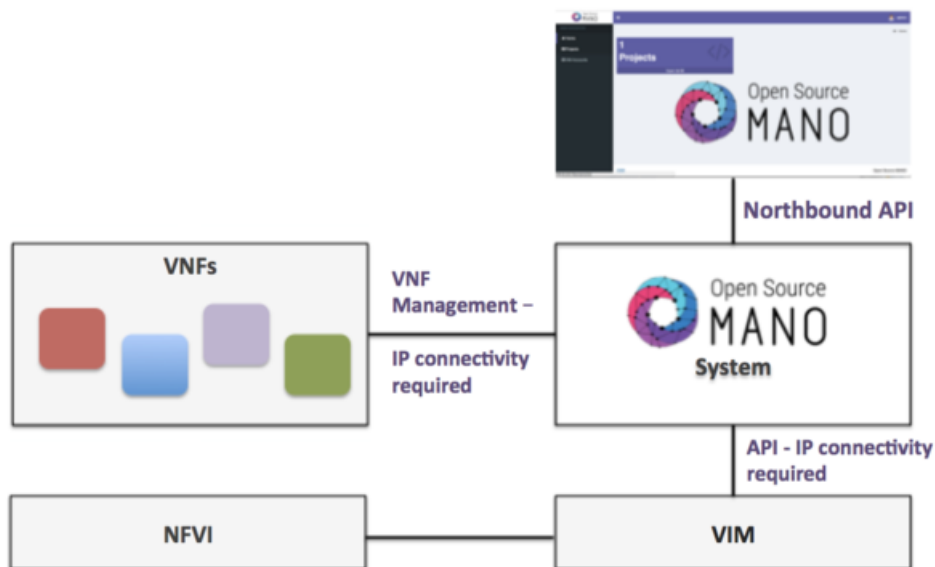 1
Projects
Open Source
MANO
Northbound API
VNFs
VNF
Management –
IP connectivity
required
Open Source
MANO
System
API - IP connectivity
required
NFVI
VIM